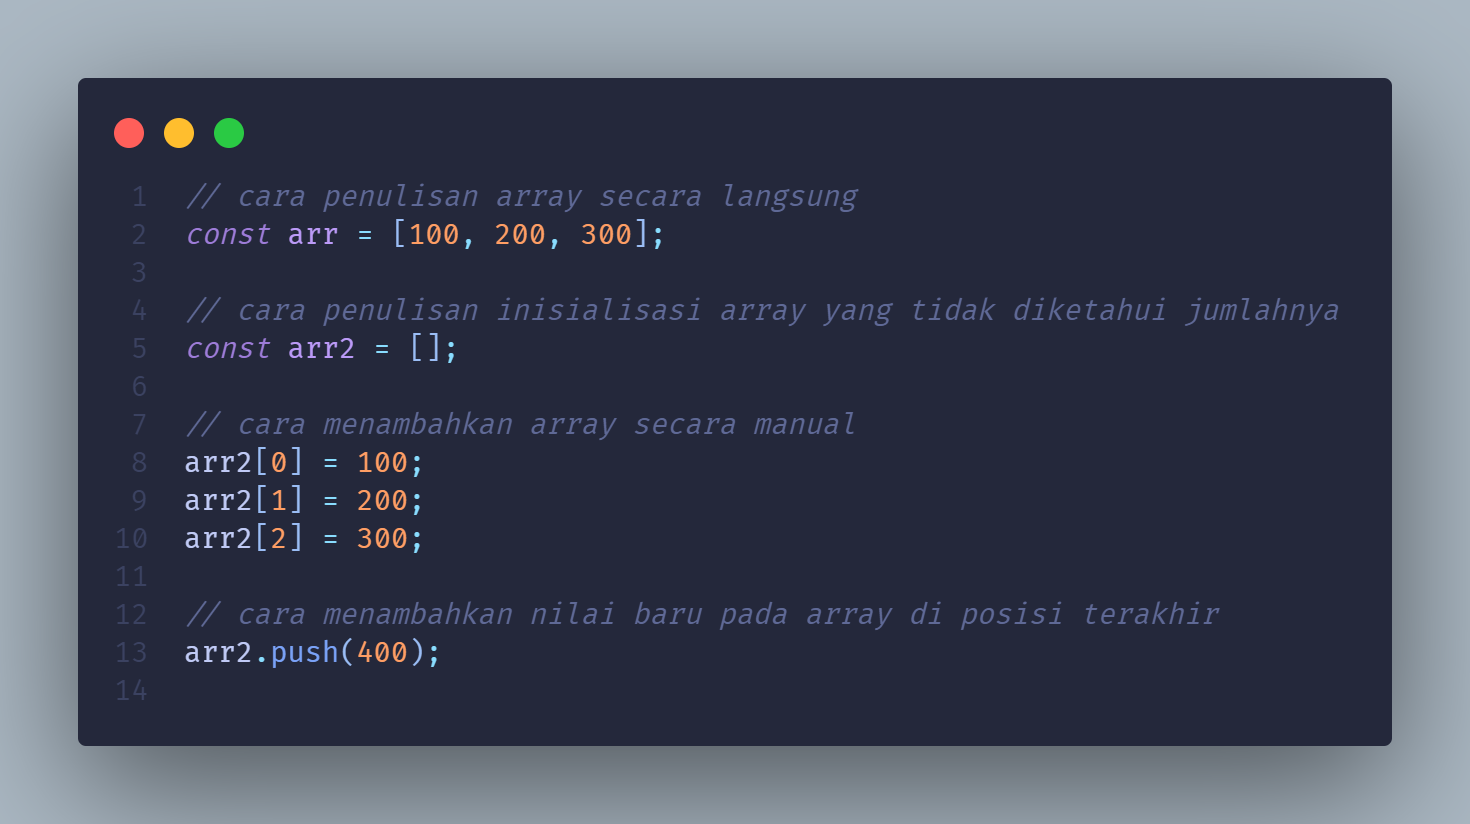 1 // cara penulisan array secara langsung
2 const arr = [100, 200, 300];
3
4 // cara penulisan inisialisasi array yang tidak diketahui jumlahnya
5 const arr2 = [];
6
7 // cara menambahkan array secara manual
8 arr2[0] = 100;
9 arr2[1] = 200;
10 arr2[2] = 300;
11
12 // cara menambahkan nilai baru pada array di posisi terakhir
13 arr2.push(400);
14